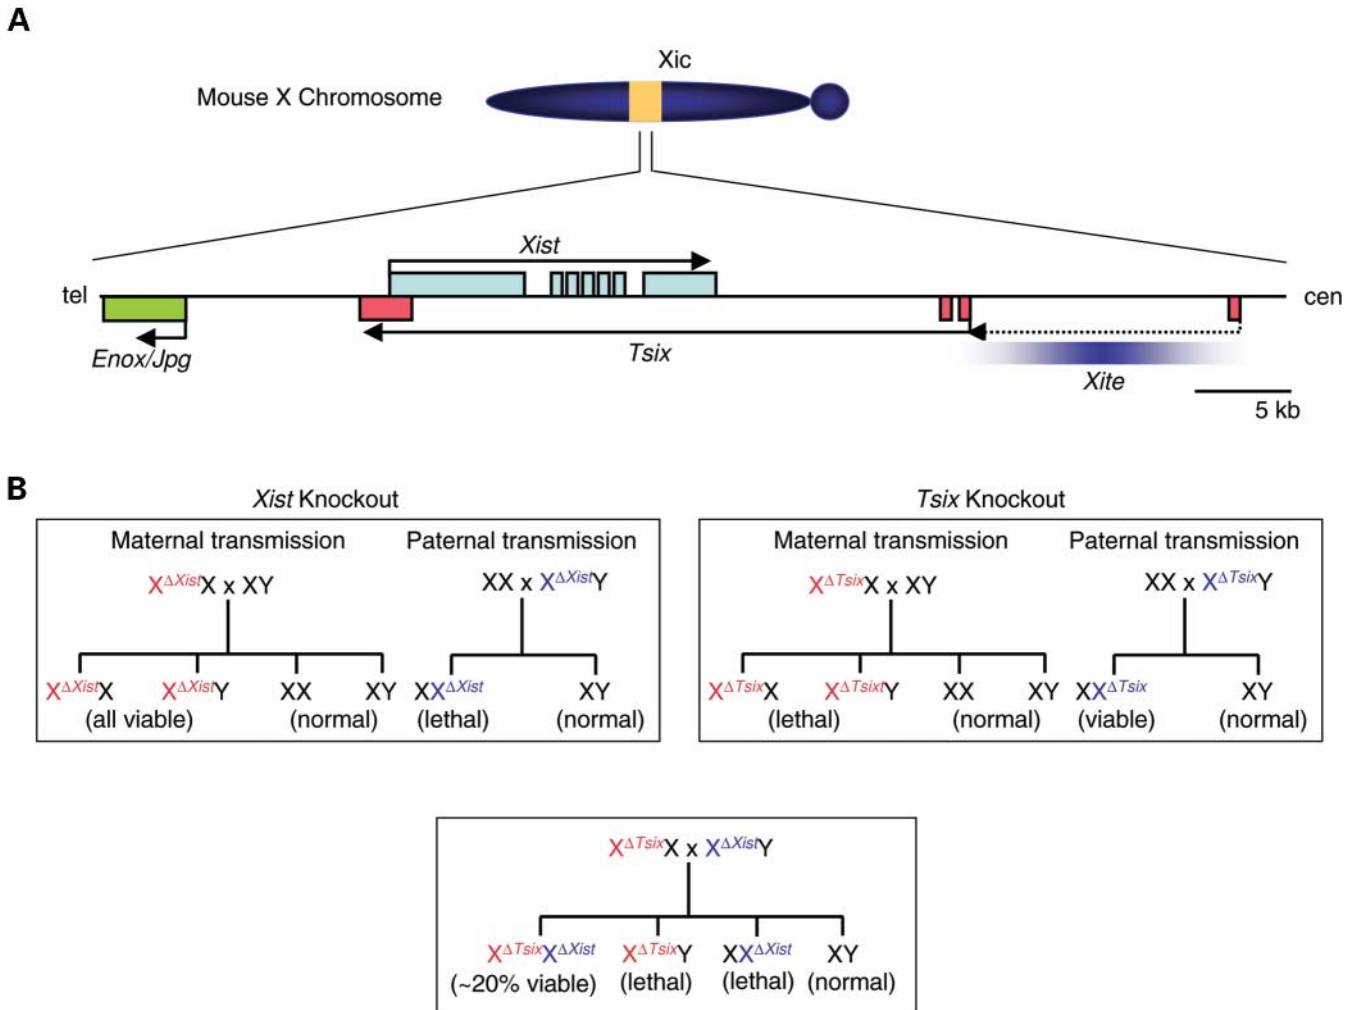 A
Xic
Mouse X Chromosome
Xist
tel
cen
Enox/Jpg
Tsix
Xite
5 kb
B
Xist Knockout
Tsix Knockout
Maternal transmission
Paternal transmission
Maternal transmission
Paternal transmission
XΔXistX x XY
XX x XΔXistY
XΔTsixX x XY
XX x XΔTsixY
XΔXistX XΔXistY XX XY XXΔXist XY
XΔTsixX XΔTsixtY XX XY XXΔTsix XY
(all viable) (normal) (lethal) (normal)
(lethal) (normal) (viable) (normal)
XΔTsixX x XΔXistY
XΔTsixXΔXist XΔTsixY XXΔXist XY
(~20% viable) (lethal) (lethal) (normal)